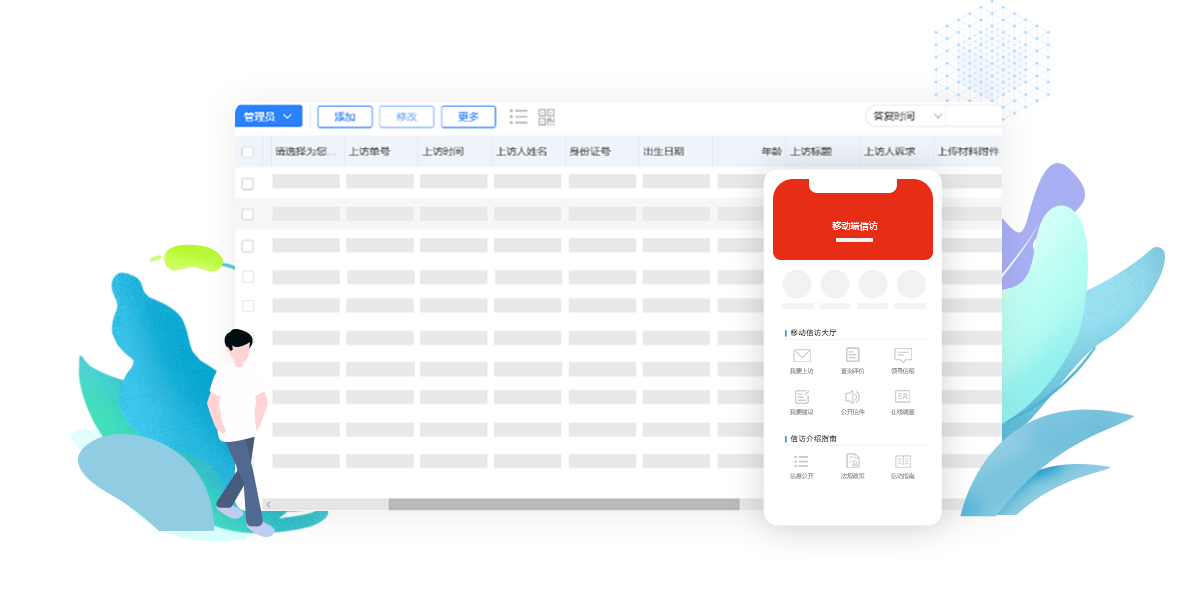 管理员 添加 修改 更多 答复时间
请选择为您... 上访单号 上访时间 上访人姓名 身份证号 出生日期 年龄 上访标题 上访人诉求 上传材料附件
移动端信访
移动信访大厅
我要上访 查询评价 领导信箱
我要建议 公开信件 在线调查
信访介绍指南
信息公开 法规政策 信访指南